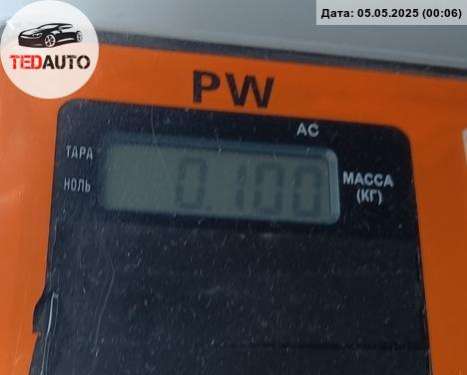 Дата: 05.05.2025 (00:06)
TEDAUTO
PW
AC
ТАРА
НОЛЬ
0.100
МАССА
(КГ)